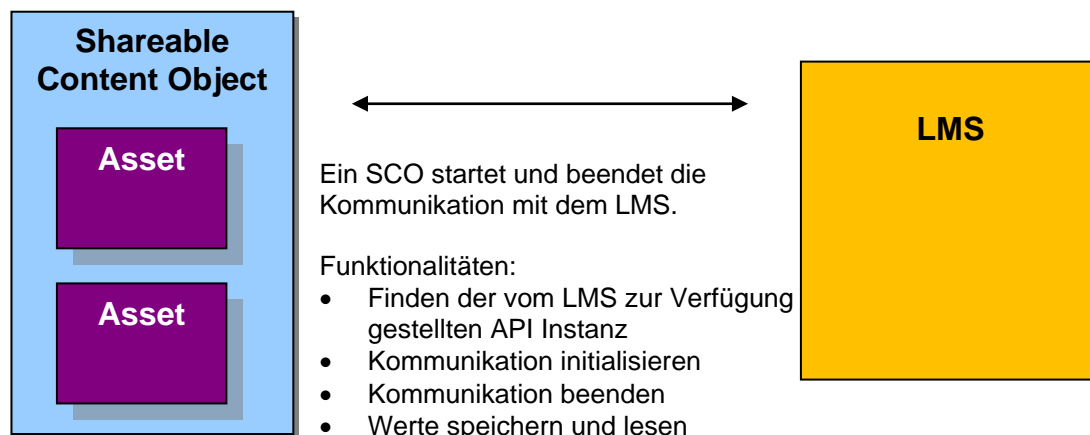 Shareable
Content Object
Asset
Asset
Ein SCO startet und beendet die
Kommunikation mit dem LMS.
Funktionalitäten:
• Finden der vom LMS zur Verfügung
gestellten API Instanz
• Kommunikation initialisieren
• Kommunikation beenden
• Werte speichern und lesen
LMS